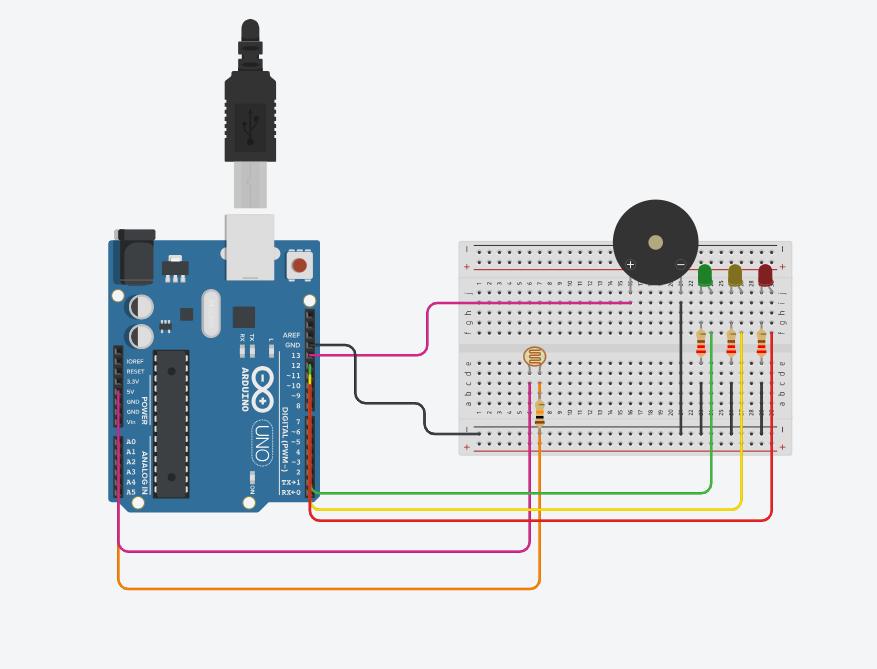 AREF
GND
13
12
~11
~10
~9
8
7
~6
~5
4
~3
2
TX→1
RX←0
DIGITAL (PWM~)
TX
RX
L
ARDUINO
UNO
ON
IOREF
RESET
3.3V
5V
GND
GND
Vin
POWER
A0
A1
A2
A3
A4
A5
ANALOG IN
+ −
− −
+ +
j j
i i
h h
g g
f f
e e
d d
c c
b b
a a
− −
+ +